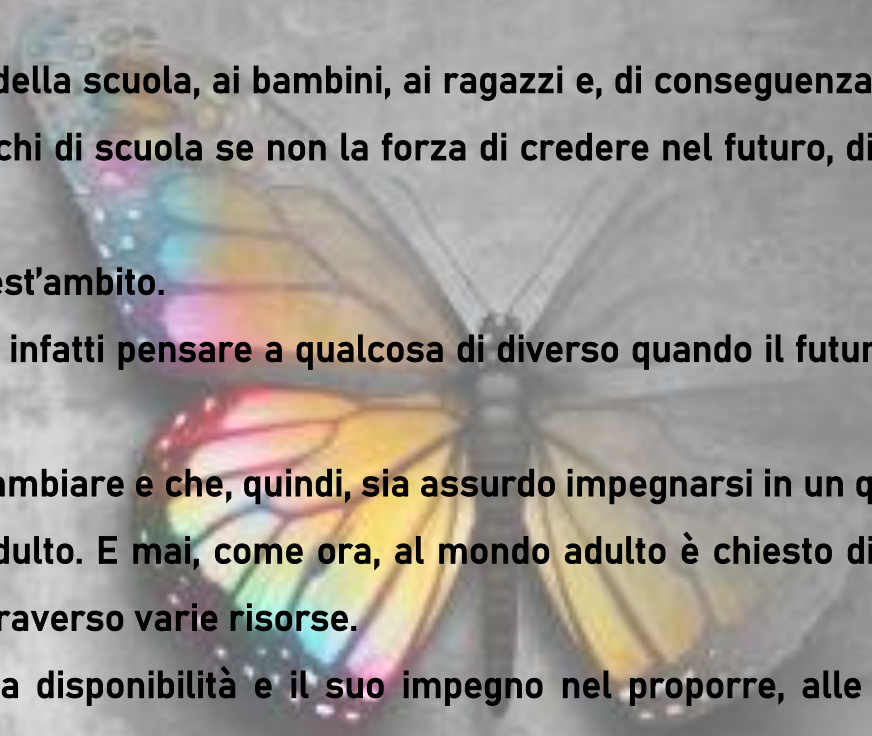 della scuola, ai bambini, ai ragazzi e, di conseguenza
chi di scuola se non la forza di credere nel futuro, di
est’ambito.
infatti pensare a qualcosa di diverso quando il futur
ambiare e che, quindi, sia assurdo impegnarsi in un q
dulto. E mai, come ora, al mondo adulto è chiesto di
raverso varie risorse.
a disponibilità e il suo impegno nel proporre, alle